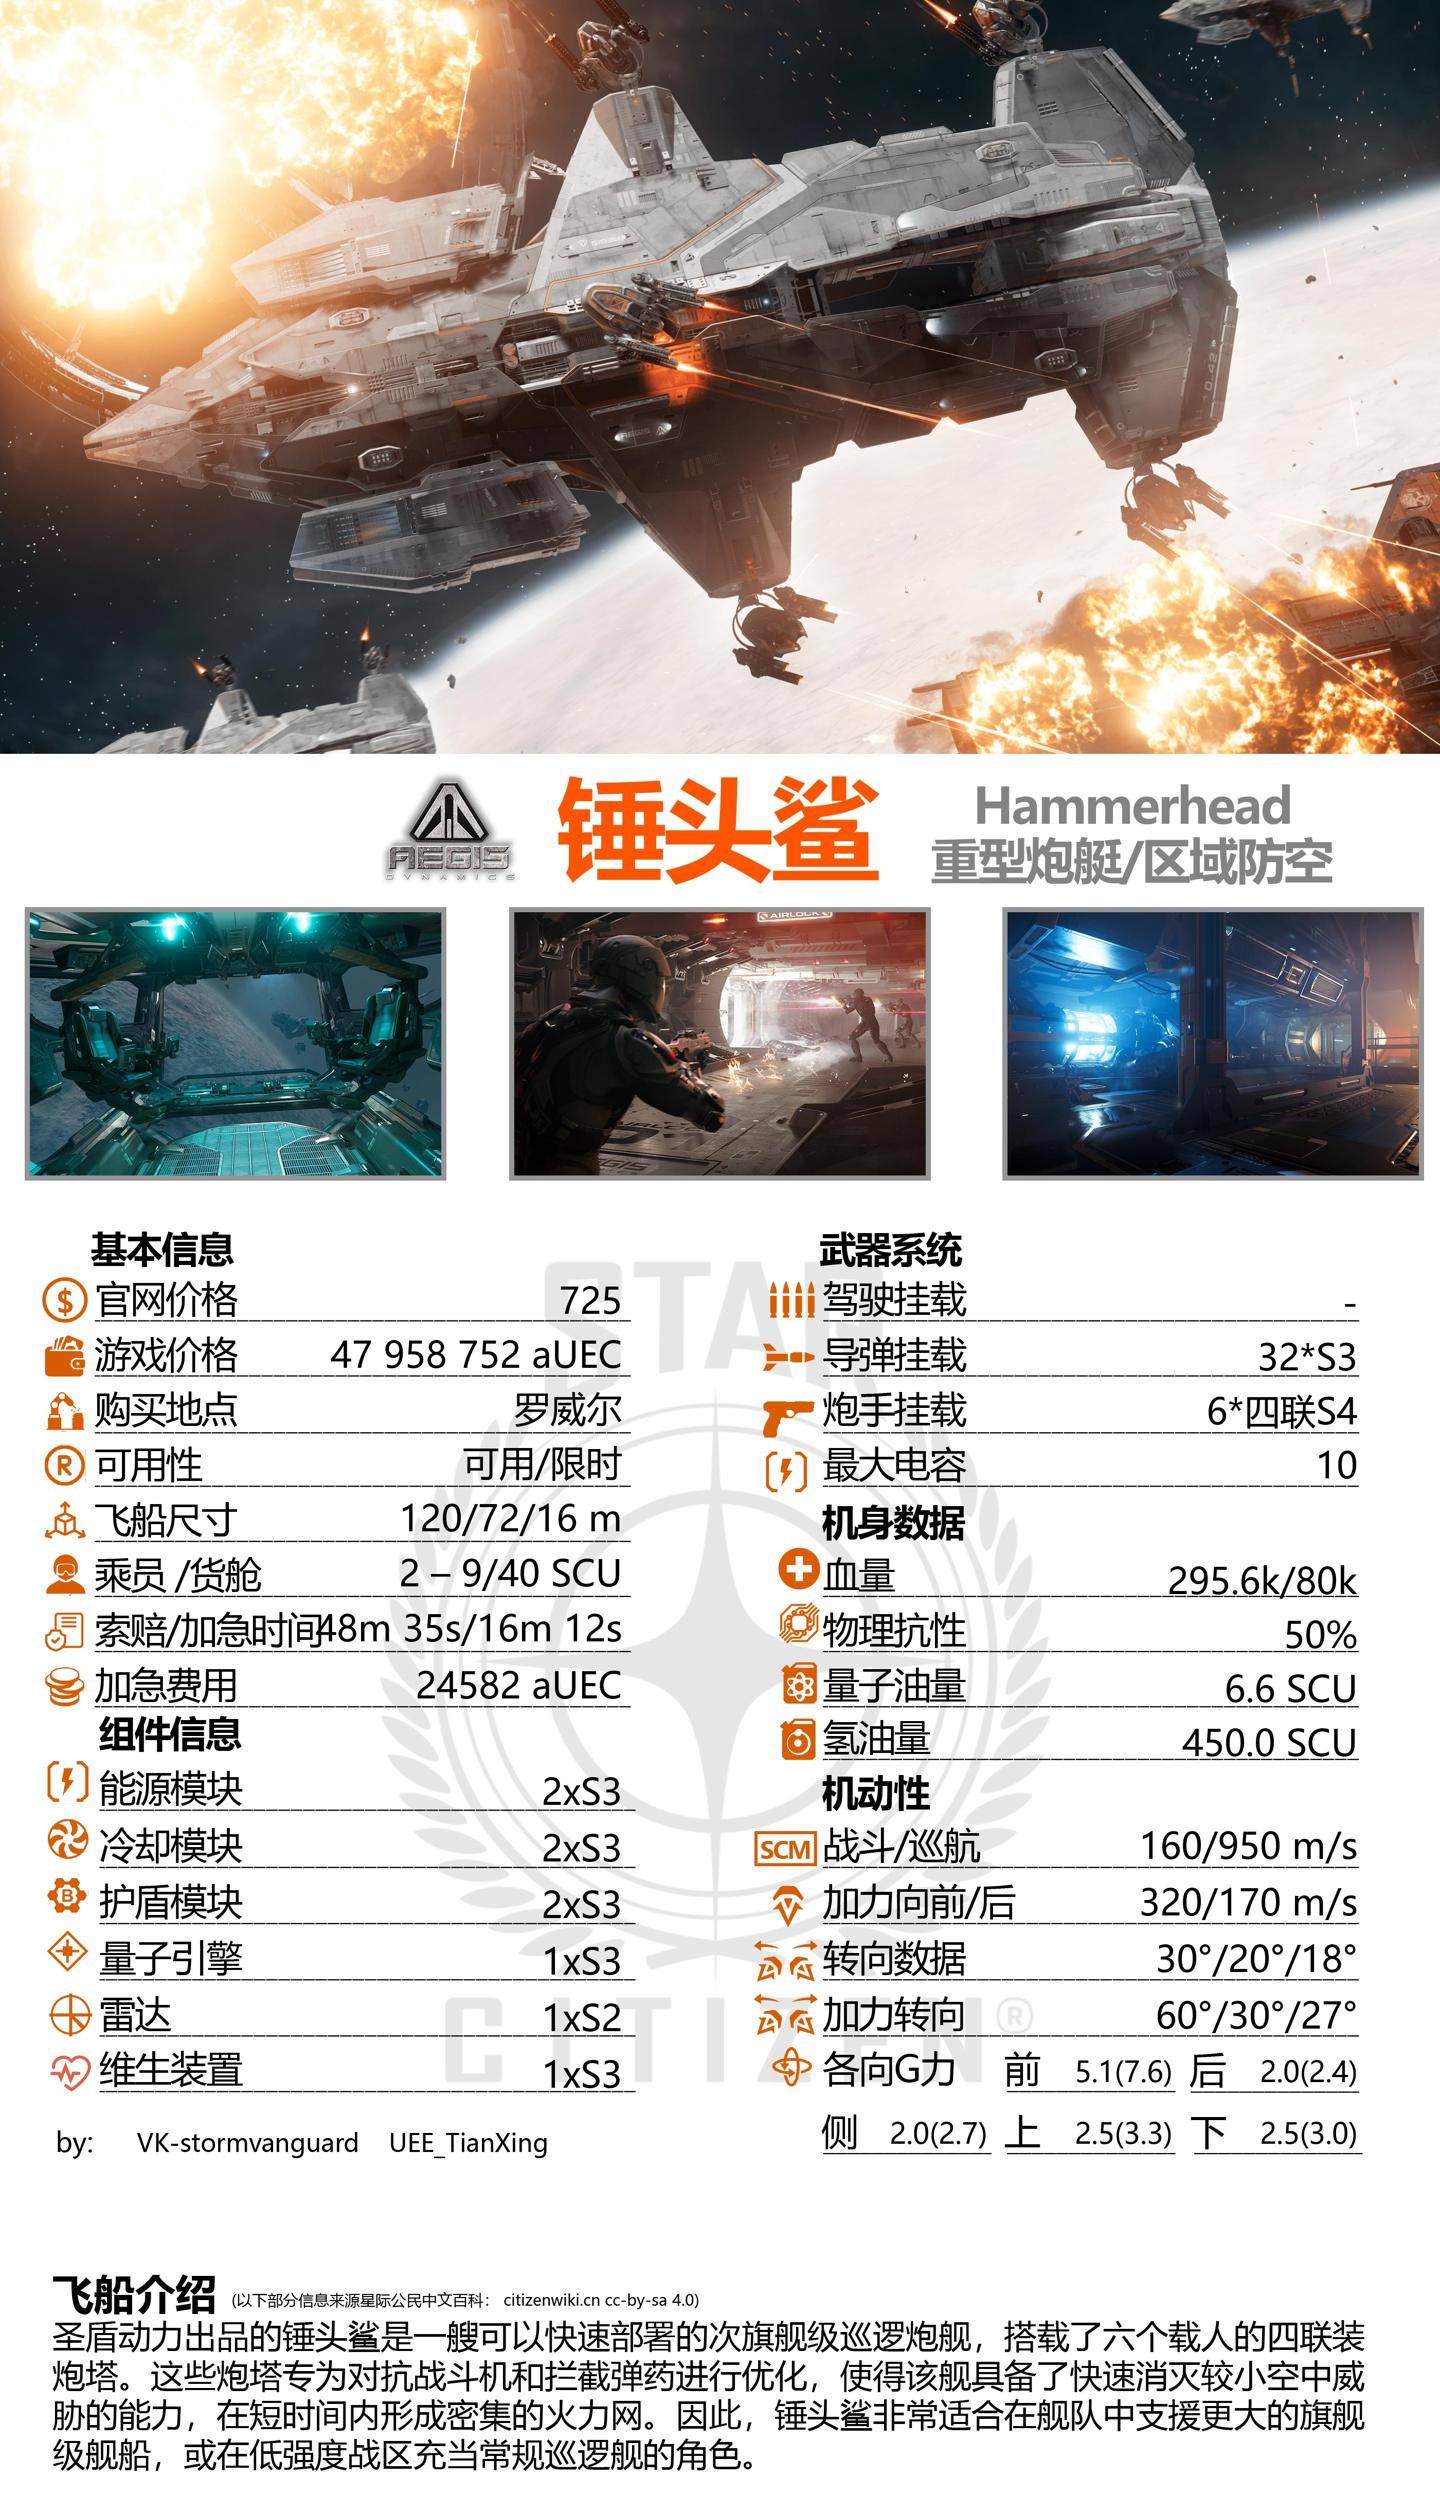 AEGIS
DYNAMICS
锤头鲨
Hammerhead
重型炮艇/区域防空
AIRLOCK
基本信息
官网价格 725
游戏价格 47 958 752 aUEC
购买地点 罗威尔
可用性 可用/限时
飞船尺寸 120/72/16 m
乘员 /货舱 2 – 9/40 SCU
索赔/加急时间 48m 35s/16m 12s
加急费用 24582 aUEC
组件信息
能源模块 2xS3
冷却模块 2xS3
护盾模块 2xS3
量子引擎 1xS3
雷达 1xS2
维生装置 1xS3
by: VK-stormvanguard UEE_TianXing
武器系统
驾驶挂载 -
导弹挂载 32*S3
炮手挂载 6*四联S4
最大电容 10
机身数据
血量 295.6k/80k
物理抗性 50%
量子油量 6.6 SCU
氢油量 450.0 SCU
机动性
SCM 战斗/巡航 160/950 m/s
加力向前/后 320/170 m/s
转向数据 30°/20°/18°
加力转向 60°/30°/27°
各向G力 前 5.1(7.6) 后 2.0(2.4)
侧 2.0(2.7) 上 2.5(3.3) 下 2.5(3.0)
STAR
CITIZEN®
飞船介绍 (以下部分信息来源星际公民中文百科： citizenwiki.cn cc-by-sa 4.0)
圣盾动力出品的锤头鲨是一艘可以快速部署的次旗舰级巡逻炮舰，搭载了六个载人的四联装
炮塔。这些炮塔专为对抗战斗机和拦截弹药进行优化，使得该舰具备了快速消灭较小空中威
胁的能力，在短时间内形成密集的火力网。因此，锤头鲨非常适合在舰队中支援更大的旗舰
级舰船，或在低强度战区充当常规巡逻舰的角色。